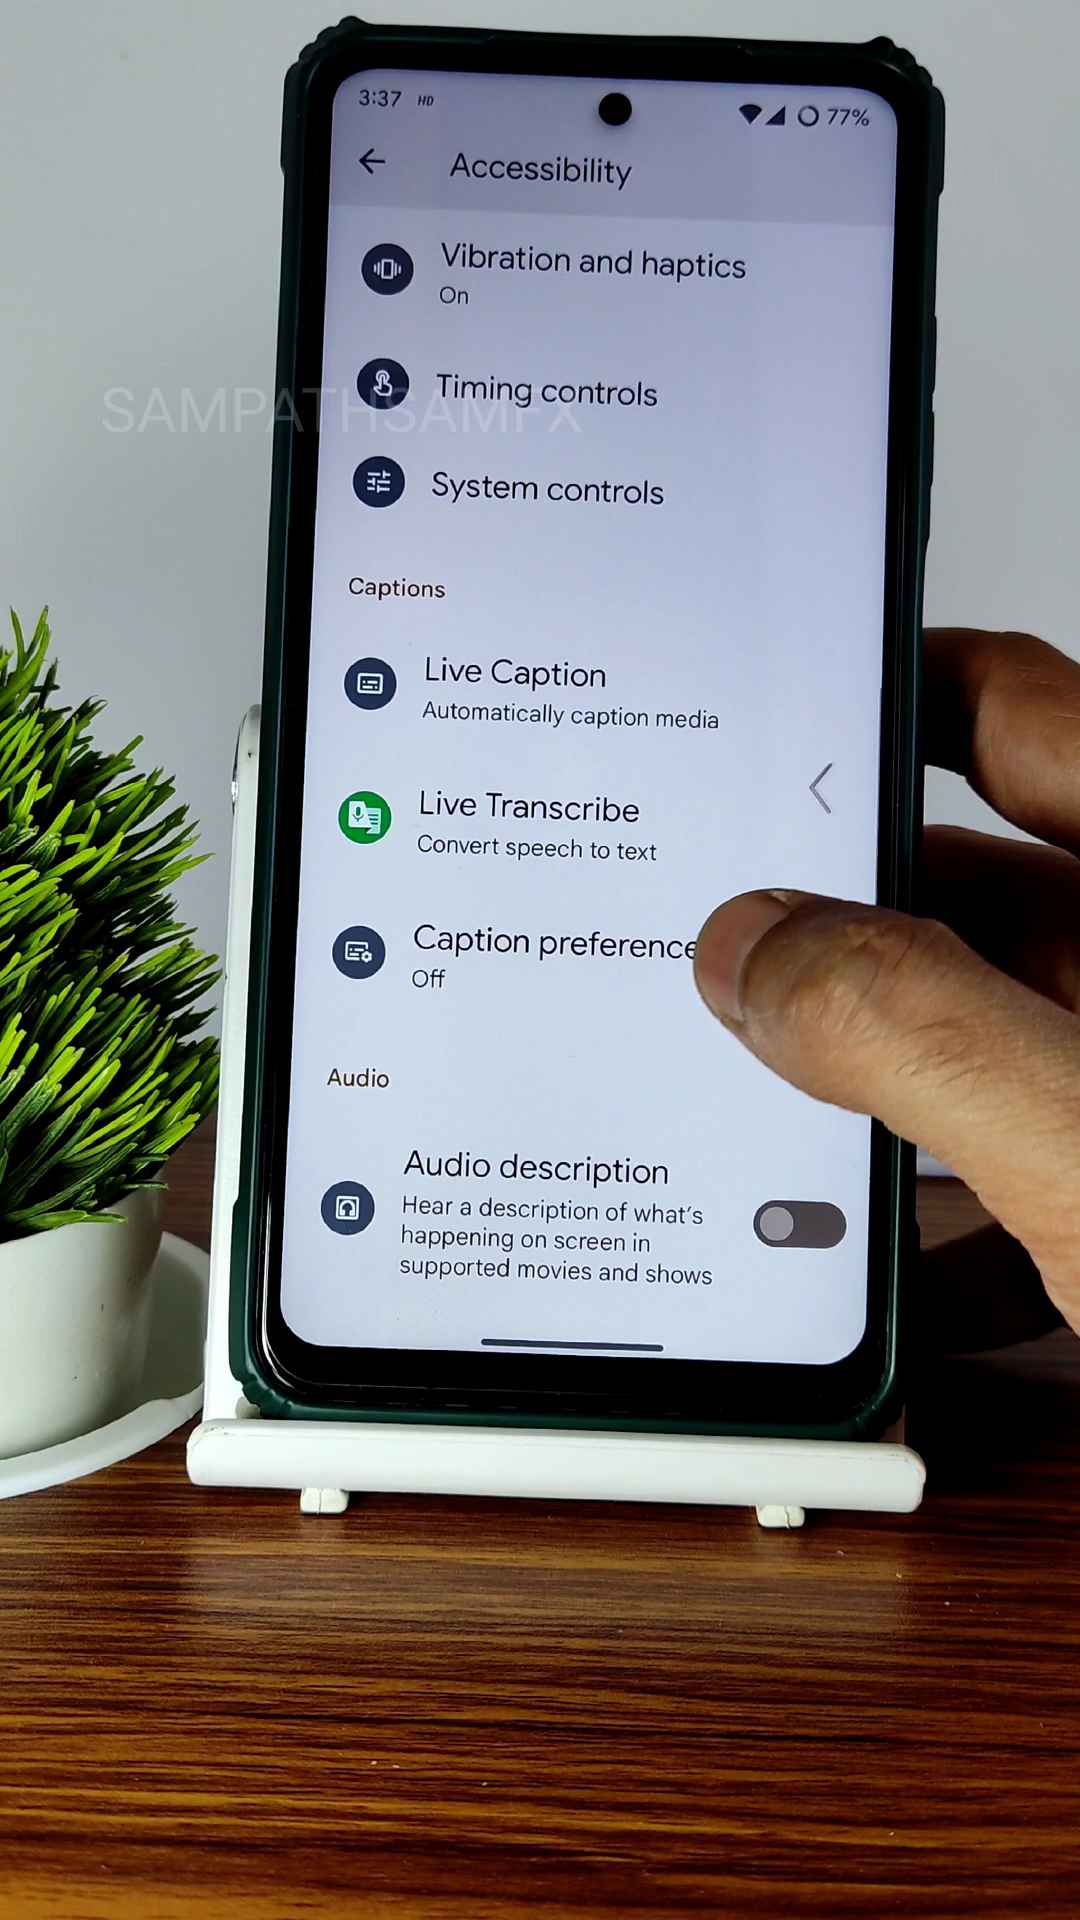 3:37 HD 77%
Accessibility
Vibration and haptics
On
Timing controls
SAMPATHSAMFX
System controls
Captions
Live Caption
Automatically caption media
Live Transcribe
Convert speech to text
Caption preference
Off
Audio
Audio description
Hear a description of what's
happening on screen in
supported movies and shows